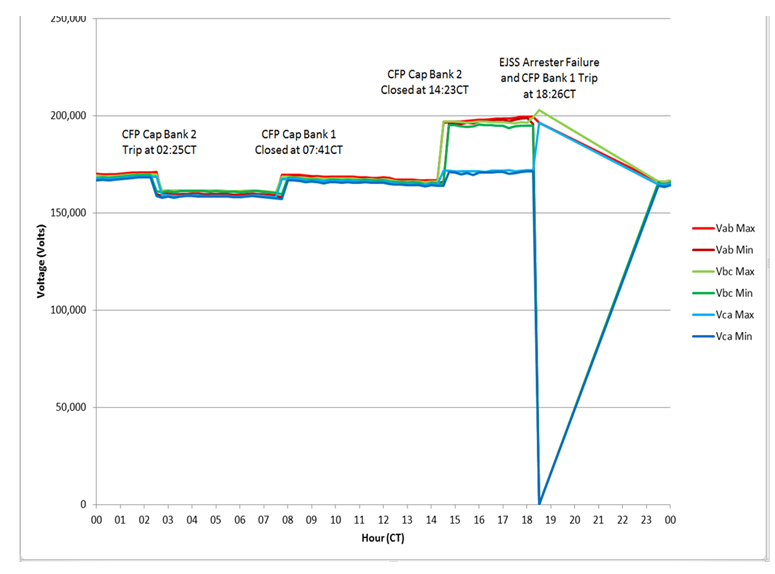 250,000
EJSS Arrester Failure
and CFP Bank 1 Trip
at 18:26CT
CFP Cap Bank 2
Closed at 14:23CT
200,000
CFP Cap Bank 2
Trip at 02:25CT
CFP Cap Bank 1
Closed at 07:41CT
150,000
Voltage (Volts)
Vab Max
Vab Min
Vbc Max
Vbc Min
Vca Max
Vca Min
100,000
50,000
0
00 01 02 03 04 05 06 07 08 09 10 11 12 13 14 15 16 17 18 19 20 21 22 23 00
Hour (CT)